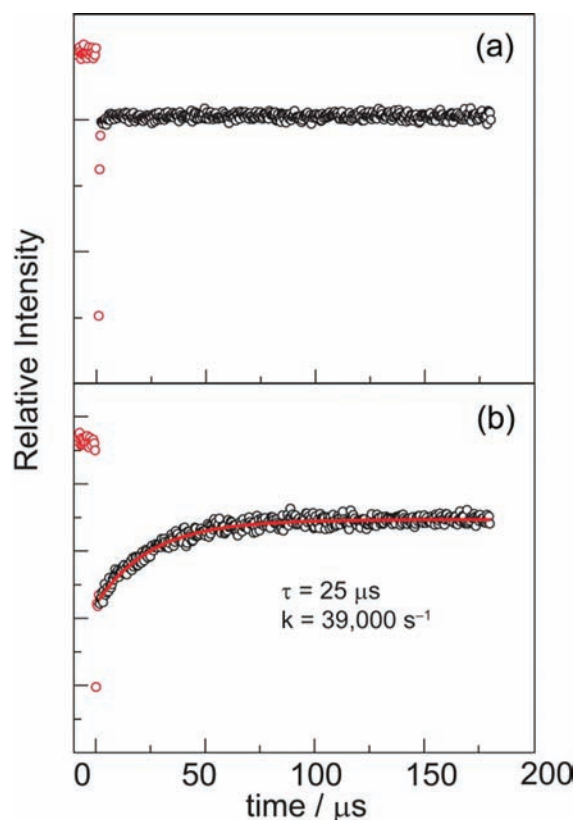 (a)
Relative Intensity
(b)
τ = 25 μs
k = 39,000 s⁻¹
0 50 100 150 200
time / μs